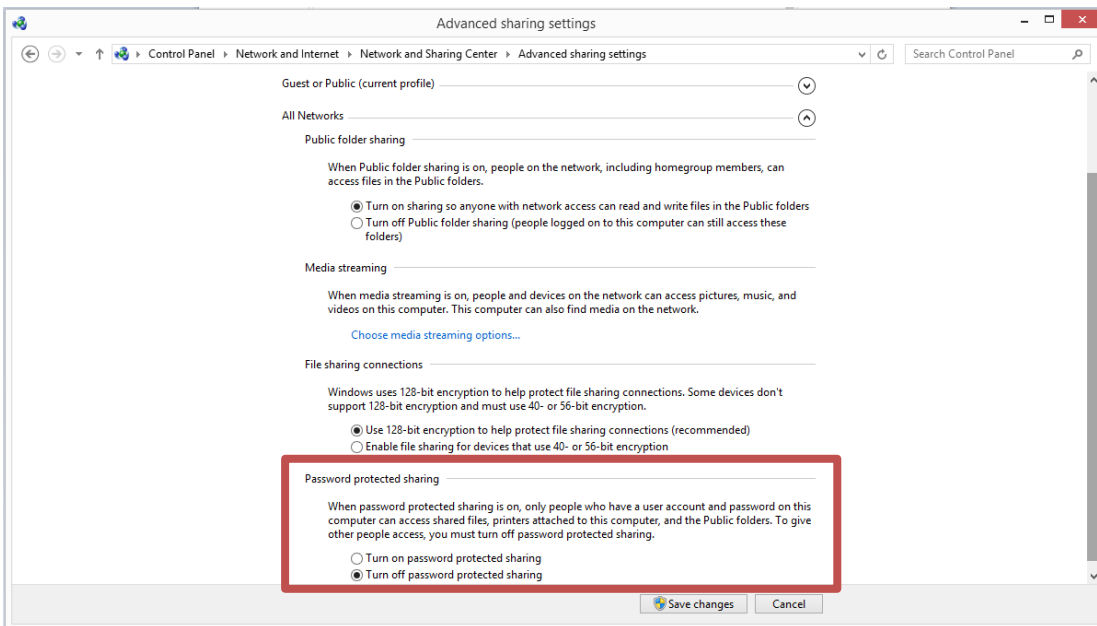 Advanced sharing settings
Control Panel Network and Internet Network and Sharing Center Advanced sharing settings
Search Control Panel
Guest or Public (current profile)
All Networks
Public folder sharing
When Public folder sharing is on, people on the network, including homegroup members, can
access files in the Public folders.
Turn on sharing so anyone with network access can read and write files in the Public folders
Turn off Public folder sharing (people logged on to this computer can still access these
folders)
Media streaming
When media streaming is on, people and devices on the network can access pictures, music, and
videos on this computer. This computer can also find media on the network.
Choose media streaming options...
File sharing connections
Windows uses 128-bit encryption to help protect file sharing connections. Some devices don't
support 128-bit encryption and must use 40- or 56-bit encryption.
Use 128-bit encryption to help protect file sharing connections (recommended)
Enable file sharing for devices that use 40- or 56-bit encryption
Password protected sharing
When password protected sharing is on, only people who have a user account and password on this
computer can access shared files, printers attached to this computer, and the Public folders. To give
other people access, you must turn off password protected sharing.
Turn on password protected sharing
Turn off password protected sharing
Save changes
Cancel